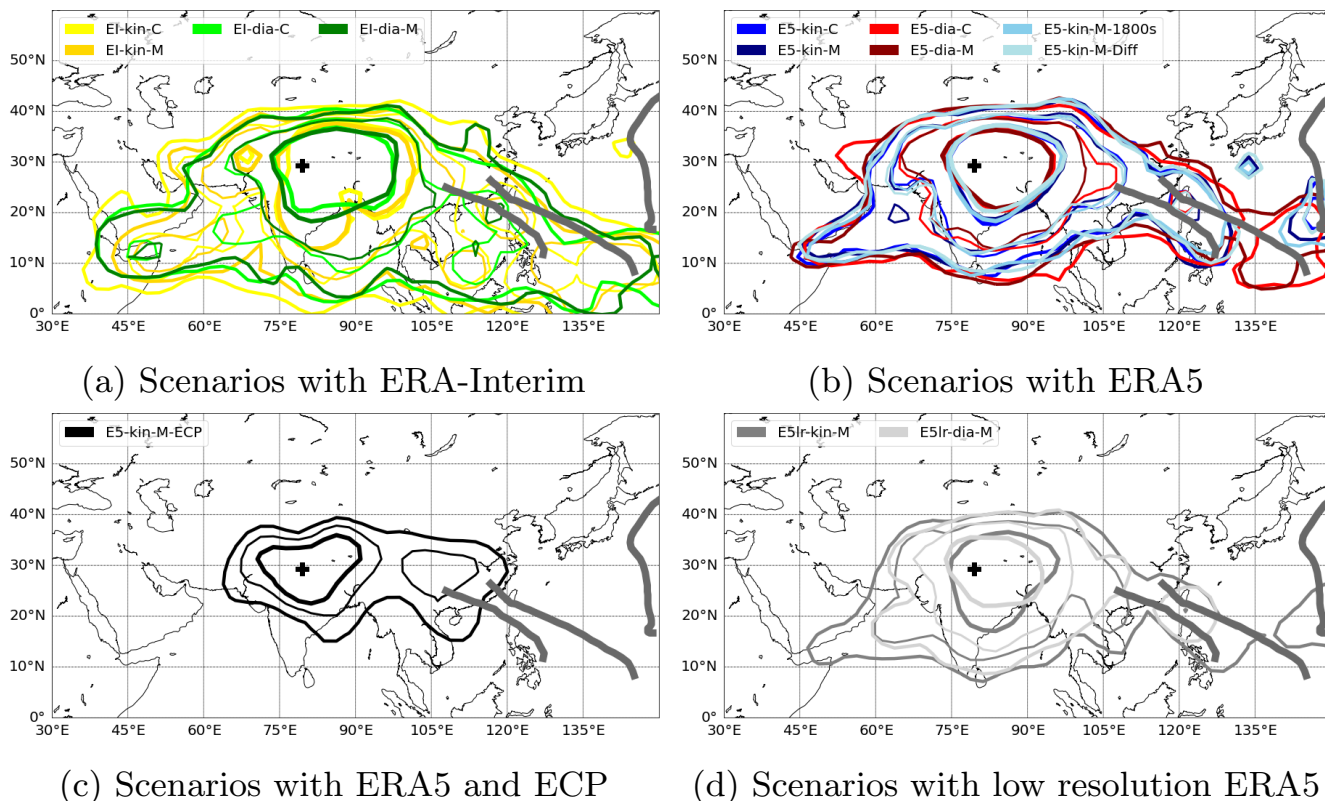 EI-kin-C EI-dia-C EI-dia-M
EI-kin-M
50°N
40°N
30°N
20°N
10°N
0°
30°E 45°E 60°E 75°E 90°E 105°E 120°E 135°E
(a) Scenarios with ERA-Interim
E5-kin-C E5-dia-C E5-kin-M-1800s
E5-kin-M E5-dia-M E5-kin-M-Diff
50°N
40°N
30°N
20°N
10°N
0°
30°E 45°E 60°E 75°E 90°E 105°E 120°E 135°E
(b) Scenarios with ERA5
E5-kin-M-ECP
50°N
40°N
30°N
20°N
10°N
0°
30°E 45°E 60°E 75°E 90°E 105°E 120°E 135°E
(c) Scenarios with ERA5 and ECP
E5lr-kin-M E5lr-dia-M
50°N
40°N
30°N
20°N
10°N
0°
30°E 45°E 60°E 75°E 90°E 105°E 120°E 135°E
(d) Scenarios with low resolution ERA5